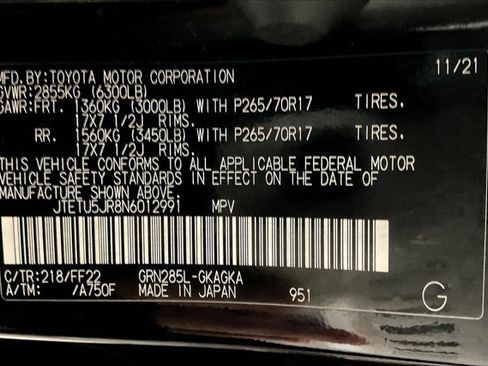 MFD.BY:TOYOTA MOTOR CORPORATION 11/21
GVWR:2855KG (6300LB)
GAWR:FRT. 1360KG (3000LB) WITH P265/70R17 TIRES.
17X7 1/2J RIMS.
RR. 1560KG (3450LB) WITH P265/70R17 TIRES.
17X7 1/2J RIMS.
THIS VEHICLE CONFORMS TO ALL APPLICABLE FEDERAL MOTOR
VEHICLE SAFETY STANDARDS IN EFFECT ON THE DATE OF
MANUFACTURE SHOWN ABOVE.
JTETU5JR8N6012991 MPV
C/TR:218/FF22 GRN285L-GKAGKA
A/TM: /A750F MADE IN JAPAN 951 G